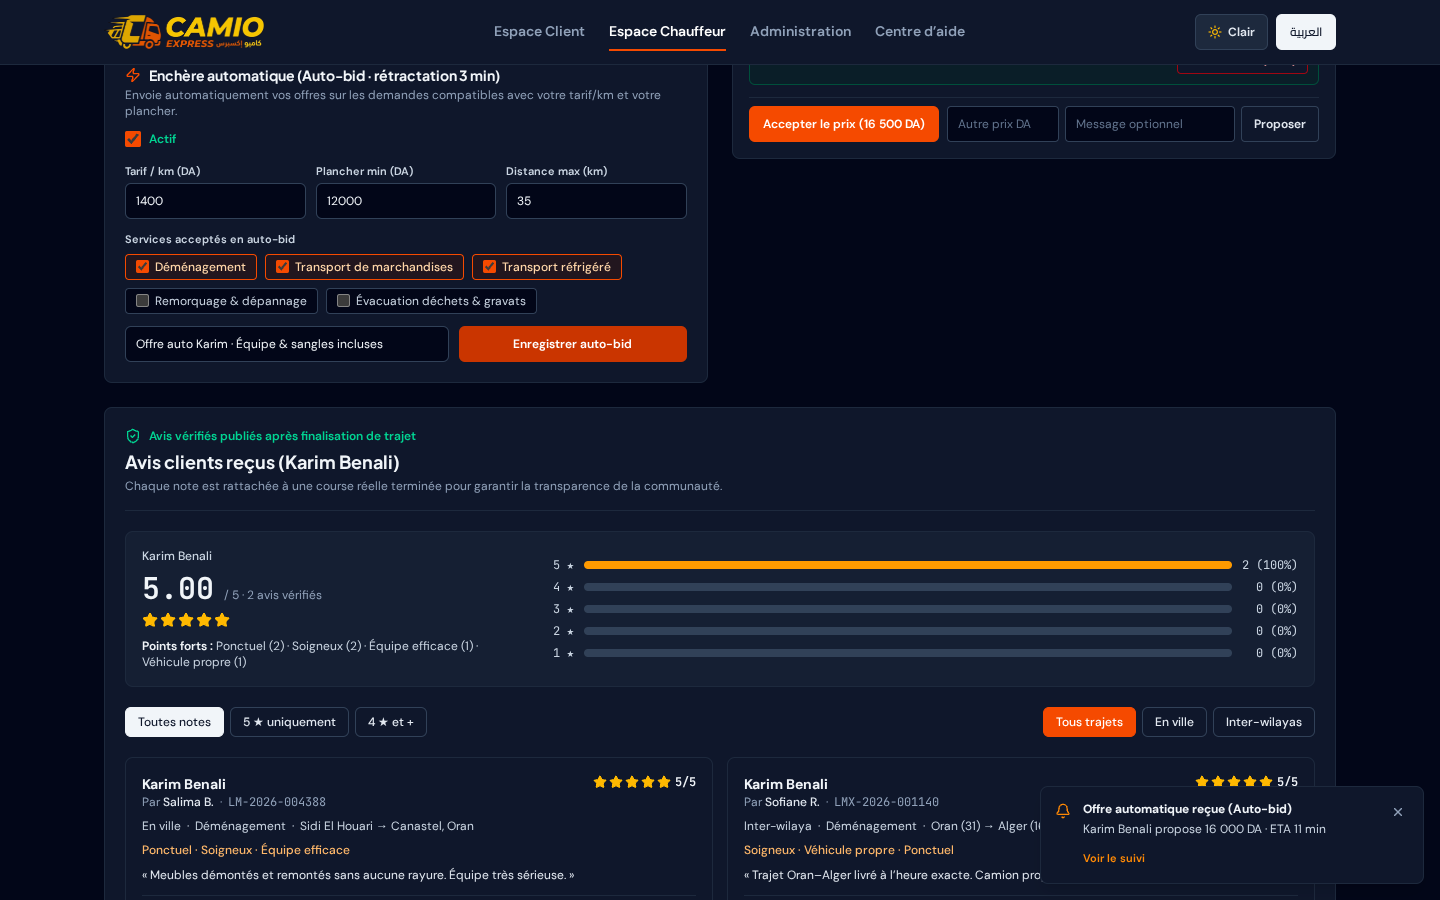 CAMIO
EXPRESS كاميو إكسبرس
Espace Client
Espace Chauffeur
Administration
Centre d’aide
Clair
العربية
Enchère automatique (Auto-bid · rétractation 3 min)
Envoie automatiquement vos offres sur les demandes compatibles avec votre tarif/km et votre
plancher.
Actif
Tarif / km (DA)
Plancher min (DA)
Distance max (km)
1400
12000
35
Services acceptés en auto-bid
Déménagement
Transport de marchandises
Transport réfrigéré
Remorquage & dépannage
Évacuation déchets & gravats
Offre auto Karim · Équipe & sangles incluses
Enregistrer auto-bid
Accepter le prix (16 500 DA)
Autre prix DA
Message optionnel
Proposer
Avis vérifiés publiés après finalisation de trajet
Avis clients reçus (Karim Benali)
Chaque note est rattachée à une course réelle terminée pour garantir la transparence de la communauté.
Karim Benali
5.00 / 5 · 2 avis vérifiés
Points forts : Ponctuel (2) · Soigneux (2) · Équipe efficace (1) ·
Véhicule propre (1)
5 ★ 2 (100%)
4 ★ 0 (0%)
3 ★ 0 (0%)
2 ★ 0 (0%)
1 ★ 0 (0%)
Toutes notes
5 ★ uniquement
4 ★ et +
Tous trajets
En ville
Inter-wilayas
Karim Benali
5/5
Par Salima B. · LM-2026-004388
En ville · Déménagement · Sidi El Houari → Canastel, Oran
Ponctuel · Soigneux · Équipe efficace
« Meubles démontés et remontés sans aucune rayure. Équipe très sérieuse. »
Karim Benali
5/5
Par Sofiane R. · LMX-2026-001140
Inter-wilaya · Déménagement · Oran (31) → Alger
Soigneux · Véhicule propre · Ponctuel
« Trajet Oran–Alger livré à l’heure exacte. Camion
Offre automatique reçue (Auto-bid)
Karim Benali propose 16 000 DA · ETA 11 min
Voir le suivi